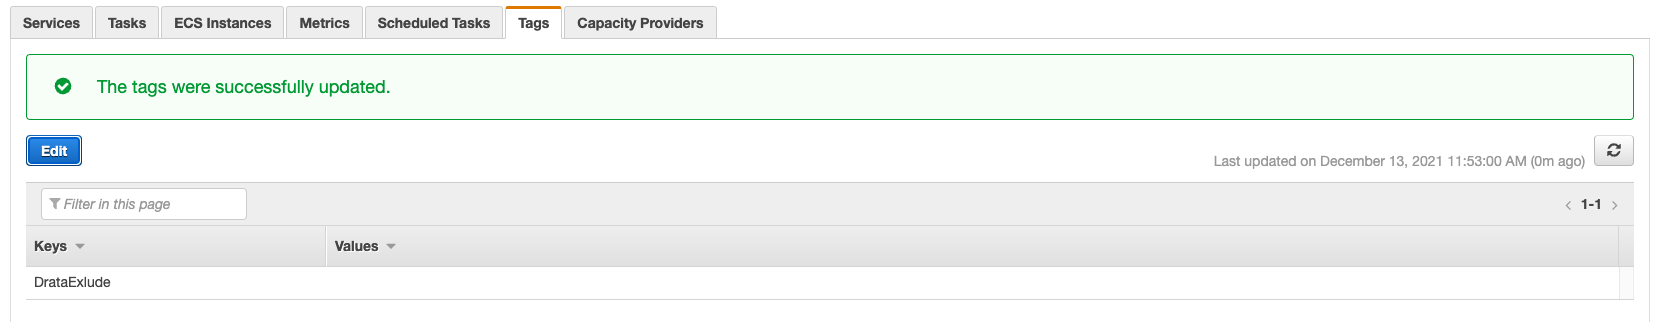 Services Tasks ECS Instances Metrics Scheduled Tasks Tags Capacity Providers
The tags were successfully updated.
Edit
Last updated on December 13, 2021 11:53:00 AM (0m ago)
Filter in this page
1-1
Keys Values
DrataExlude